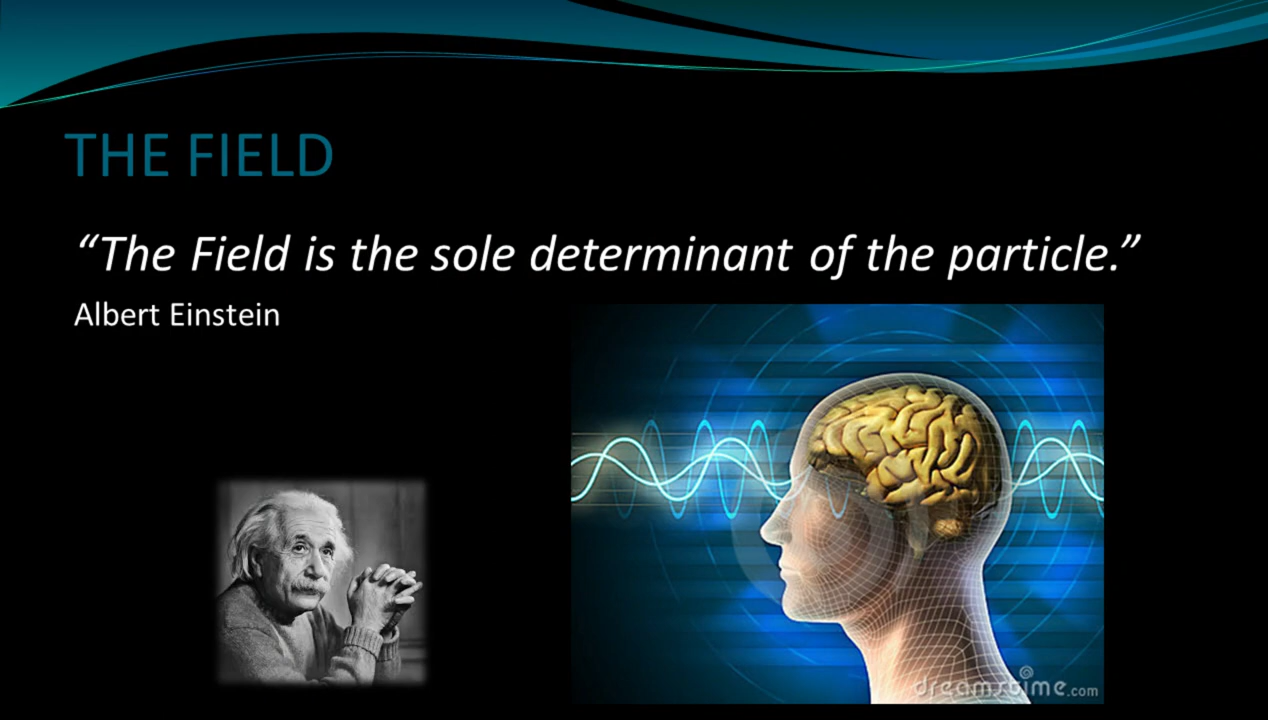 THE FIELD
“The Field is the sole determinant of the particle.”
Albert Einstein
dreamstime.com